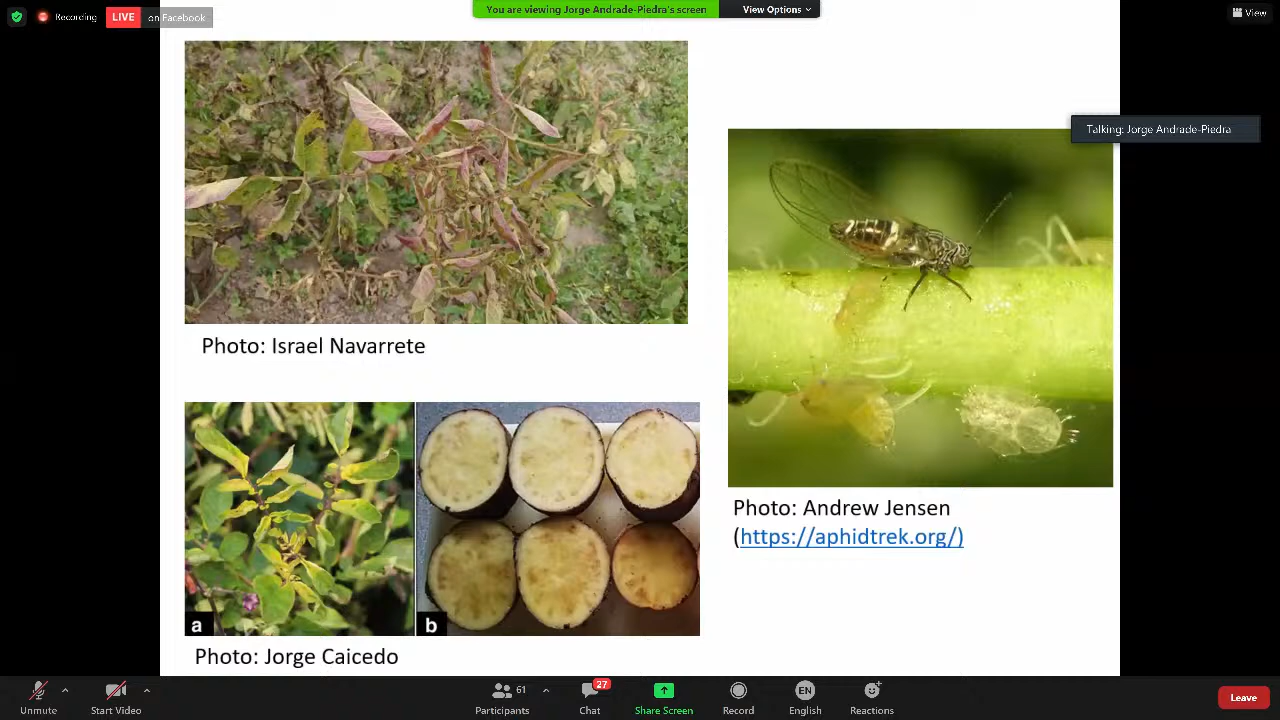 Recording
LIVE on Facebook
You are viewing Jorge Andrade-Piedra's screen
View Options
View
Talking: Jorge Andrade-Piedra
Photo: Israel Navarrete
Photo: Andrew Jensen
(https://aphidtrek.org/)
a
b
Photo: Jorge Caicedo
Unmute
Start Video
61
Participants
27
Chat
Share Screen
Record
EN
English
Reactions
Leave